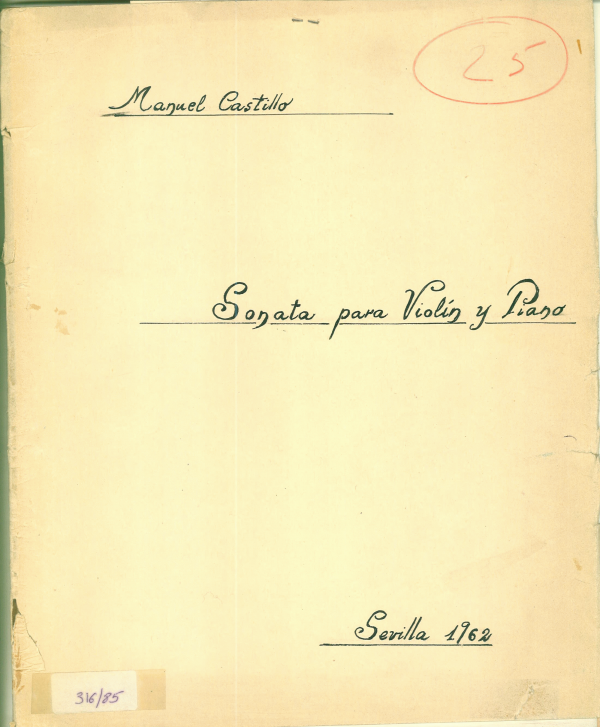 25
Manuel Castillo
Sonata para Violín y Piano
Sevilla 1962
316/85